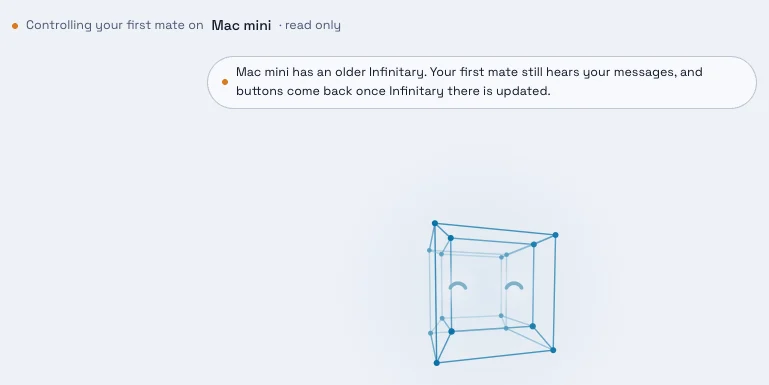 Controlling your first mate on Mac mini · read only
Mac mini has an older Infinitary. Your first mate still hears your messages, and
buttons come back once Infinitary there is updated.